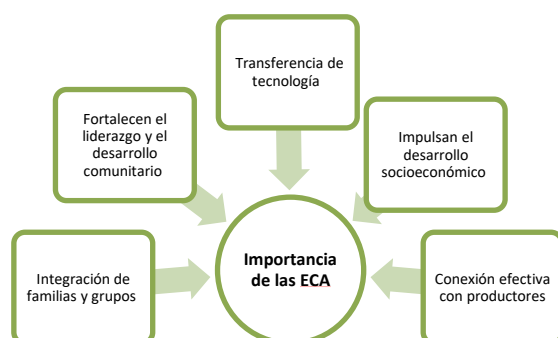 Transferencia de
tecnología
Fortalecen el
liderazgo y el
desarrollo
comunitario
Impulsan el
desarrollo
socioeconómico
Integración de
familias y grupos
Importancia
de las ECA
Conexión efectiva
con productores